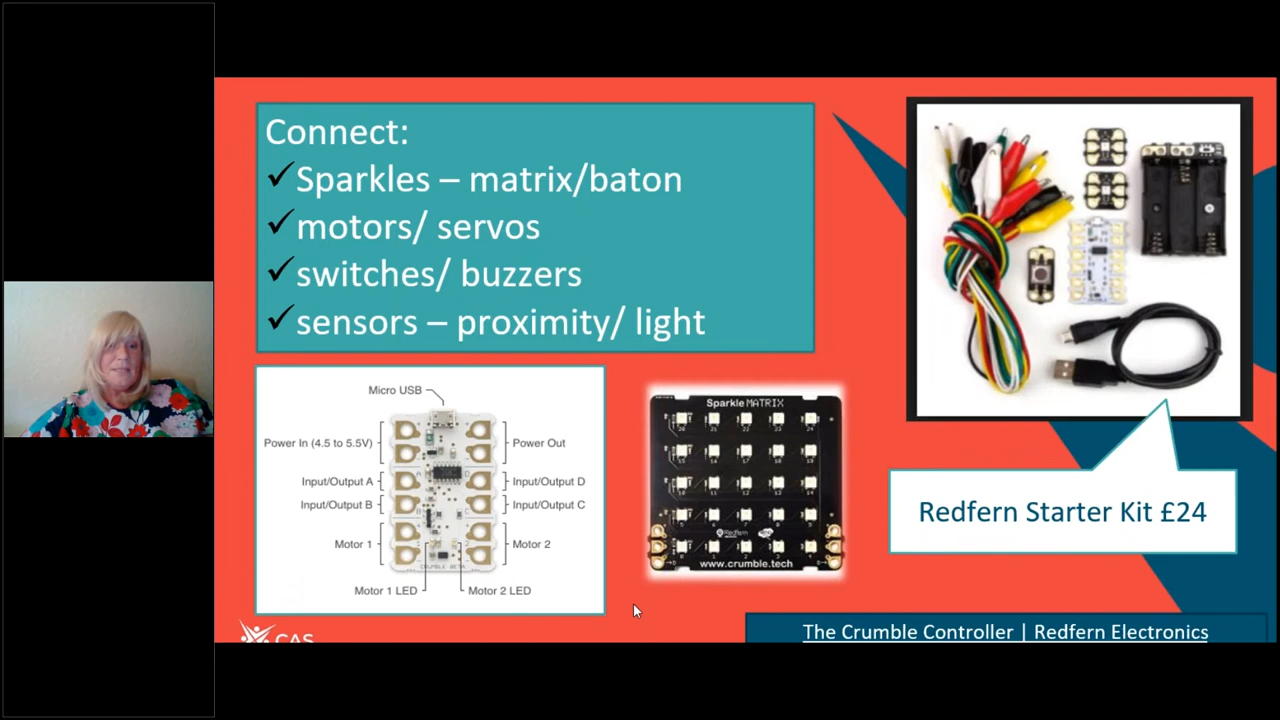 Connect:
✓Sparkles – matrix/baton
✓motors/ servos
✓switches/ buzzers
✓sensors – proximity/ light
Micro USB
Power In (4.5 to 5.5V)
Power Out
Input/Output A
Input/Output D
Input/Output B
Input/Output C
Motor 1
Motor 2
Motor 1 LED
Motor 2 LED
Sparkle MATRIX
Redfern
www.crumble.tech
Redfern Starter Kit £24
The Crumble Controller | Redfern Electronics
CAS